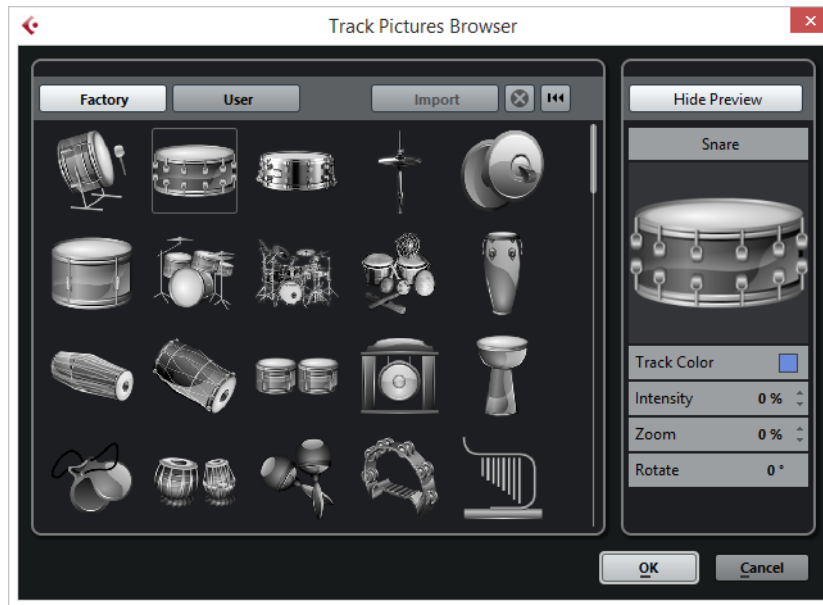 Track Pictures Browser
Factory
User
Import
Hide Preview
Snare
Track Color
Intensity 0 %
Zoom 0 %
Rotate 0 °
OK
Cancel